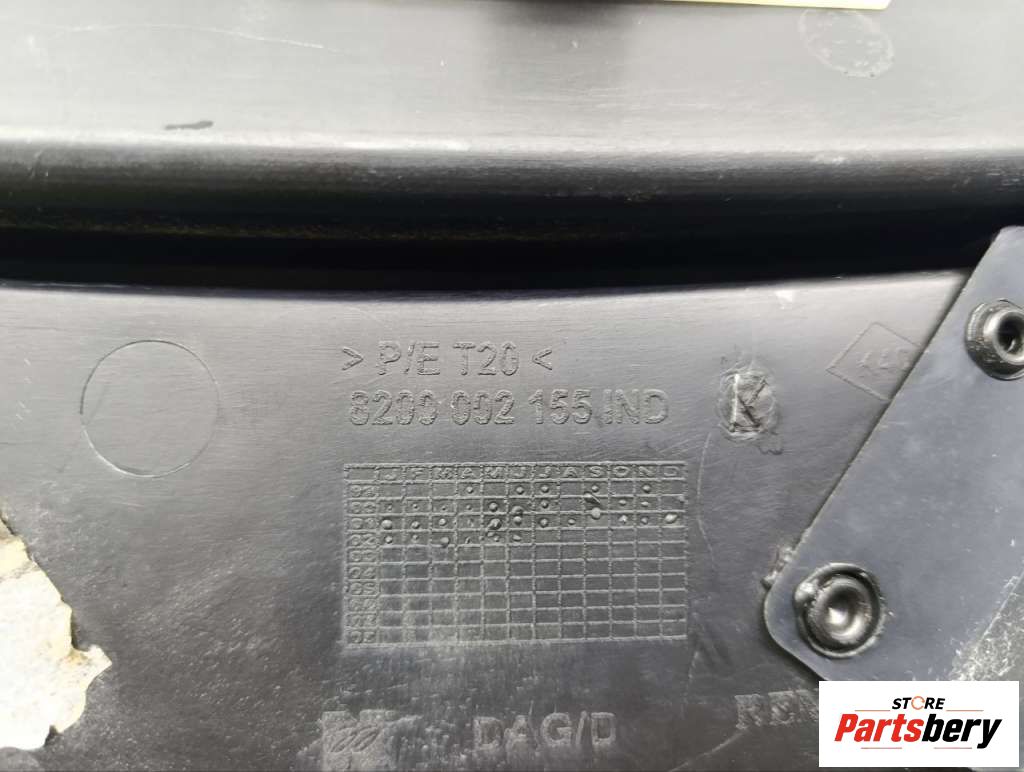 > P/E T20 <
8200 002 155 IND
K
J F M A M J J A S O N D
DAG/D
STORE
Partsbery